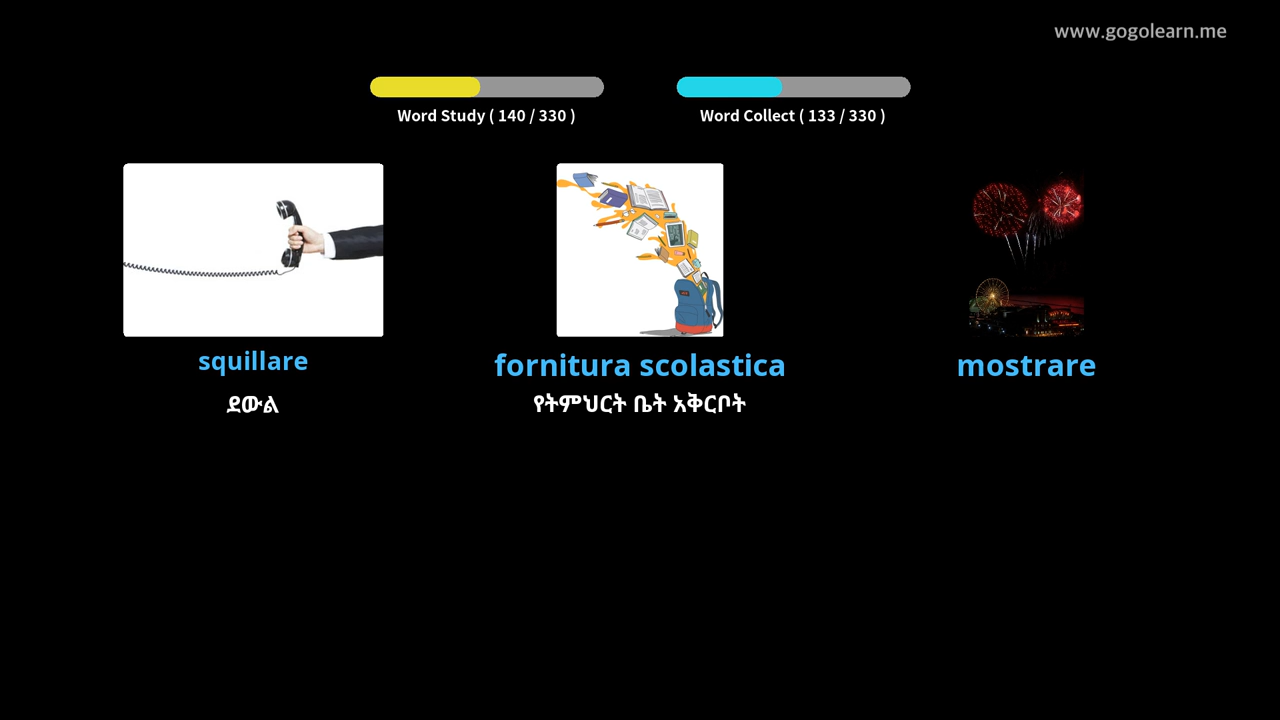 www.gogolearn.me
Word Study ( 140 / 330 )
Word Collect ( 133 / 330 )
squillare
ደውል
fornitura scolastica
የትምህርት ቤት አቅርቦት
mostrare